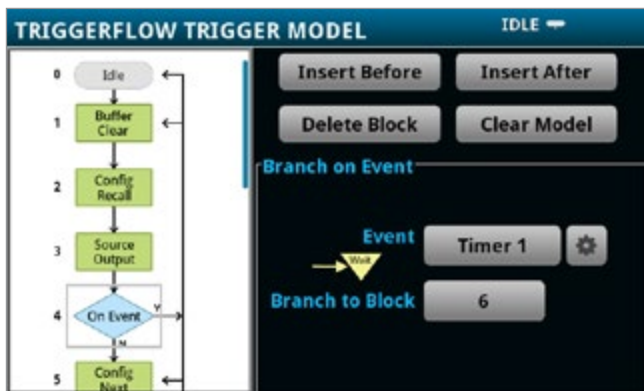 TRIGGERFLOW TRIGGER MODEL
IDLE
0
Idle
1
Buffer
Clear
2
Config
Recall
3
Source
Output
4
On Event
Y
N
5
Config
Next
Insert Before
Insert After
Delete Block
Clear Model
Branch on Event
Event
Timer 1
Wait
Branch to Block
6